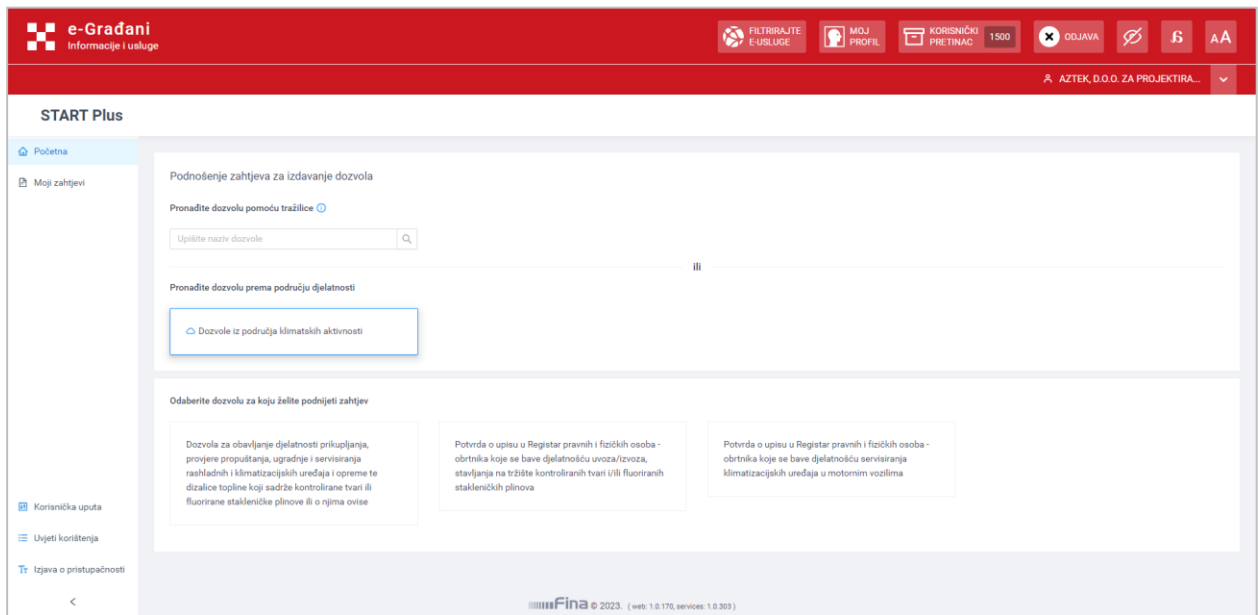 e-Građani
Informacije i usluge
FILTRIRAJTE
E-USLUGE
MOJ
PROFIL
KORISNIČKI
PRETINAC
1500
ODJAVA
AA
AZTEK, D.O.O. ZA PROJEKTIRA...
START Plus
Početna
Moji zahtjevi
Podnošenje zahtjeva za izdavanje dozvola
Pronađite dozvolu pomoću tražilice
Upišite naziv dozvole
ili
Pronađite dozvolu prema području djelatnosti
Dozvole iz područja klimatskih aktivnosti
Odaberite dozvolu za koju želite podnijeti zahtjev
Dozvola za obavljanje djelatnosti prikupljanja,
provjere propuštanja, ugradnje i servisiranja
rashladnih i klimatizacijskih uređaja i opreme te
dizalice topline koji sadrže kontrolirane tvari ili
fluorirane stakleničke plinove ili o njima ovise
Potvrda o upisu u Registar pravnih i fizičkih osoba -
obrtnika koje se bave djelatnošću uvoza/izvoza,
stavljanja na tržište kontroliranih tvari i/ili fluoriranih
stakleničkih plinova
Potvrda o upisu u Registar pravnih i fizičkih osoba -
obrtnika koje se bave djelatnošću servisiranja
klimatizacijskih uređaja u motornim vozilima
Korisnička uputa
Uvjeti korištenja
Tт Izjava o pristupačnosti
Fina © 2023. (web: 1.0.170, services: 1.0.303)